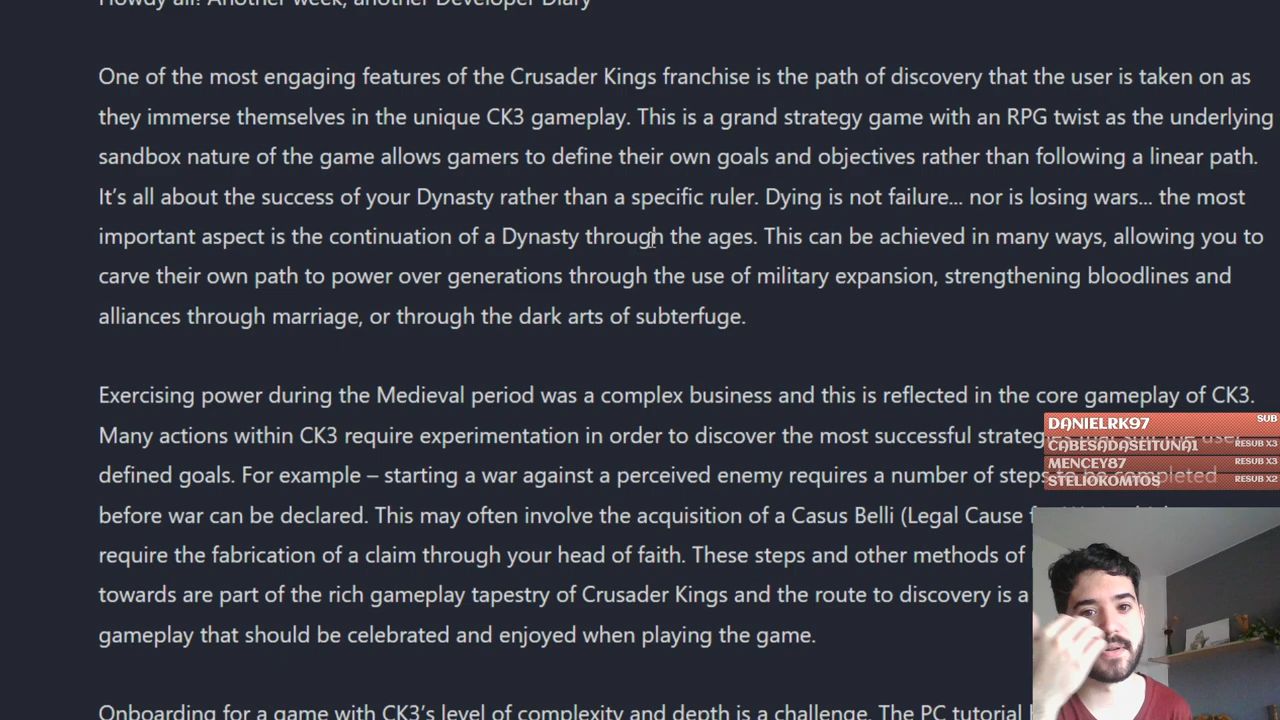 Howdy all! Another week, another Developer Diary
One of the most engaging features of the Crusader Kings franchise is the path of discovery that the user is taken on as
they immerse themselves in the unique CK3 gameplay. This is a grand strategy game with an RPG twist as the underlying
sandbox nature of the game allows gamers to define their own goals and objectives rather than following a linear path.
It’s all about the success of your Dynasty rather than a specific ruler. Dying is not failure... nor is losing wars... the most
important aspect is the continuation of a Dynasty through the ages. This can be achieved in many ways, allowing you to
carve their own path to power over generations through the use of military expansion, strengthening bloodlines and
alliances through marriage, or through the dark arts of subterfuge.
Exercising power during the Medieval period was a complex business and this is reflected in the core gameplay of CK3.
Many actions within CK3 require experimentation in order to discover the most successful strategies that suit the user
defined goals. For example – starting a war against a perceived enemy requires a number of steps to be completed
before war can be declared. This may often involve the acquisition of a Casus Belli (Legal Cause
require the fabrication of a claim through your head of faith. These steps and other methods of
towards are part of the rich gameplay tapestry of Crusader Kings and the route to discovery is a
gameplay that should be celebrated and enjoyed when playing the game.
Onboarding for a game with CK3’s level of complexity and depth is a challenge. The PC tutorial
DANIELRK97 SUB
CABESADASEITUNA1 RESUB X3
MENCEY87 RESUB X3
STELIOKOMTOS RESUB X2